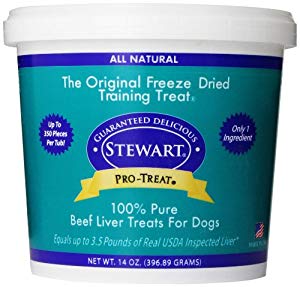 ALL NATURAL
The Original Freeze Dried
Training Treat®
Up To
350 Pieces
Per Tub!
GUARANTEED DELICIOUS
Only 1
Ingredient
STEWART®
PRO-TREAT®
100% Pure
Beef Liver Treats For Dogs
Equals up to 3.5 Pounds of Real USDA Inspected Liver*
NET. WT. 14 OZ. (396.89 GRAMS)